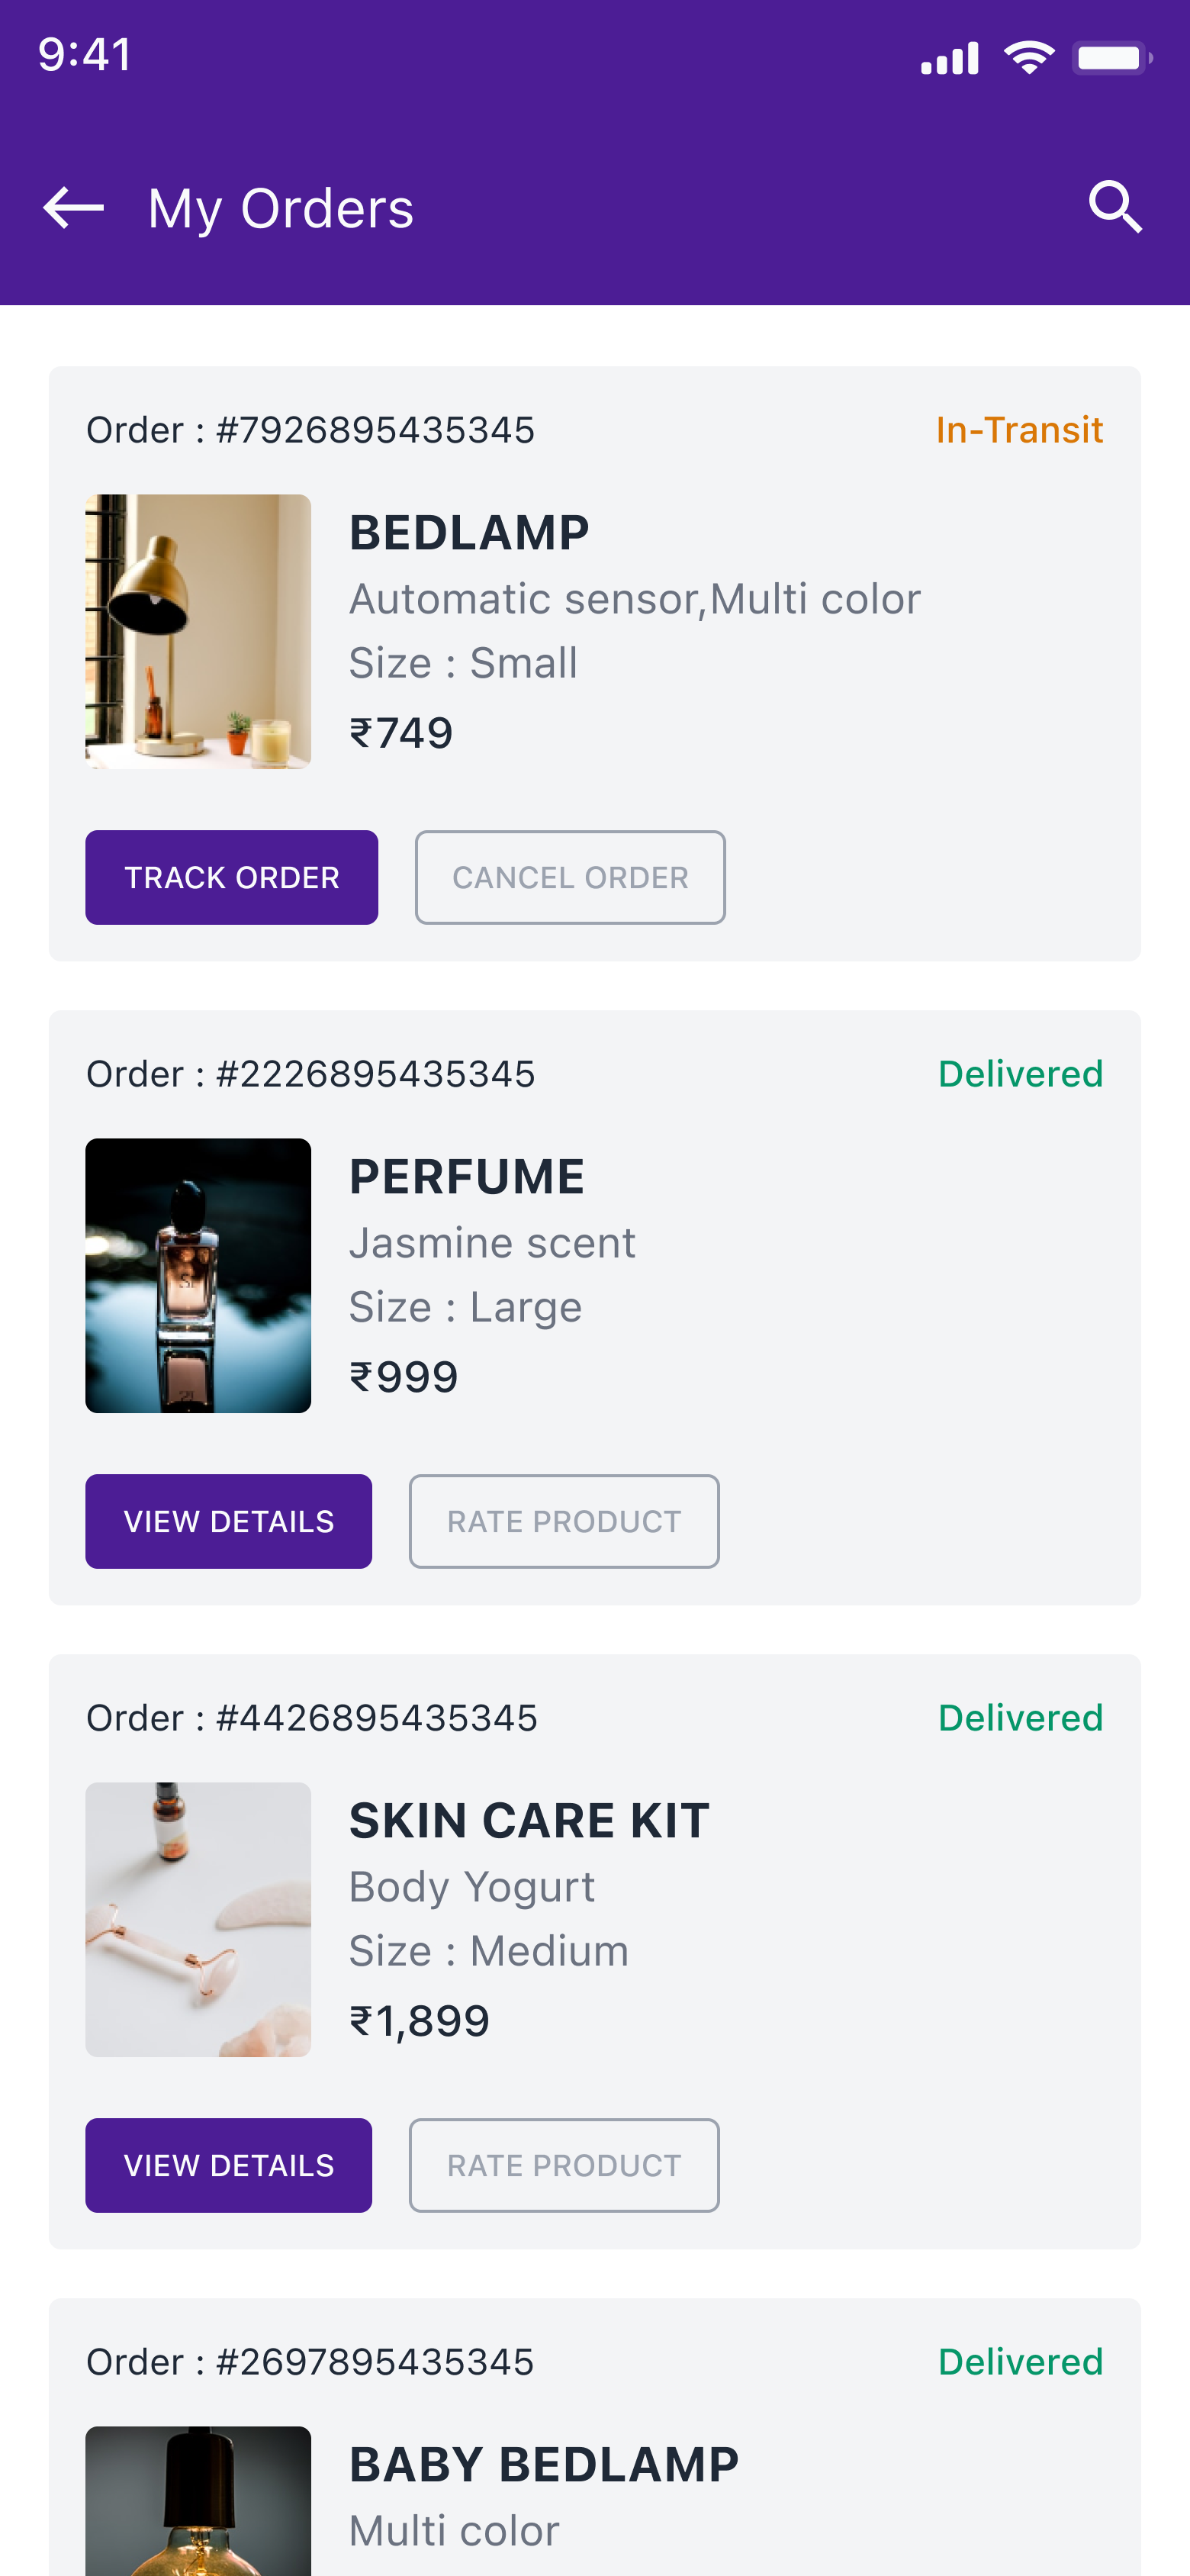 9:41
My Orders
Order : #7926895435345
In-Transit
BEDLAMP
Automatic sensor,Multi color
Size : Small
₹749
TRACK ORDER
CANCEL ORDER
Order : #2226895435345
Delivered
PERFUME
Jasmine scent
Size : Large
₹999
VIEW DETAILS
RATE PRODUCT
Order : #4426895435345
Delivered
SKIN CARE KIT
Body Yogurt
Size : Medium
₹1,899
VIEW DETAILS
RATE PRODUCT
Order : #2697895435345
Delivered
BABY BEDLAMP
Multi color